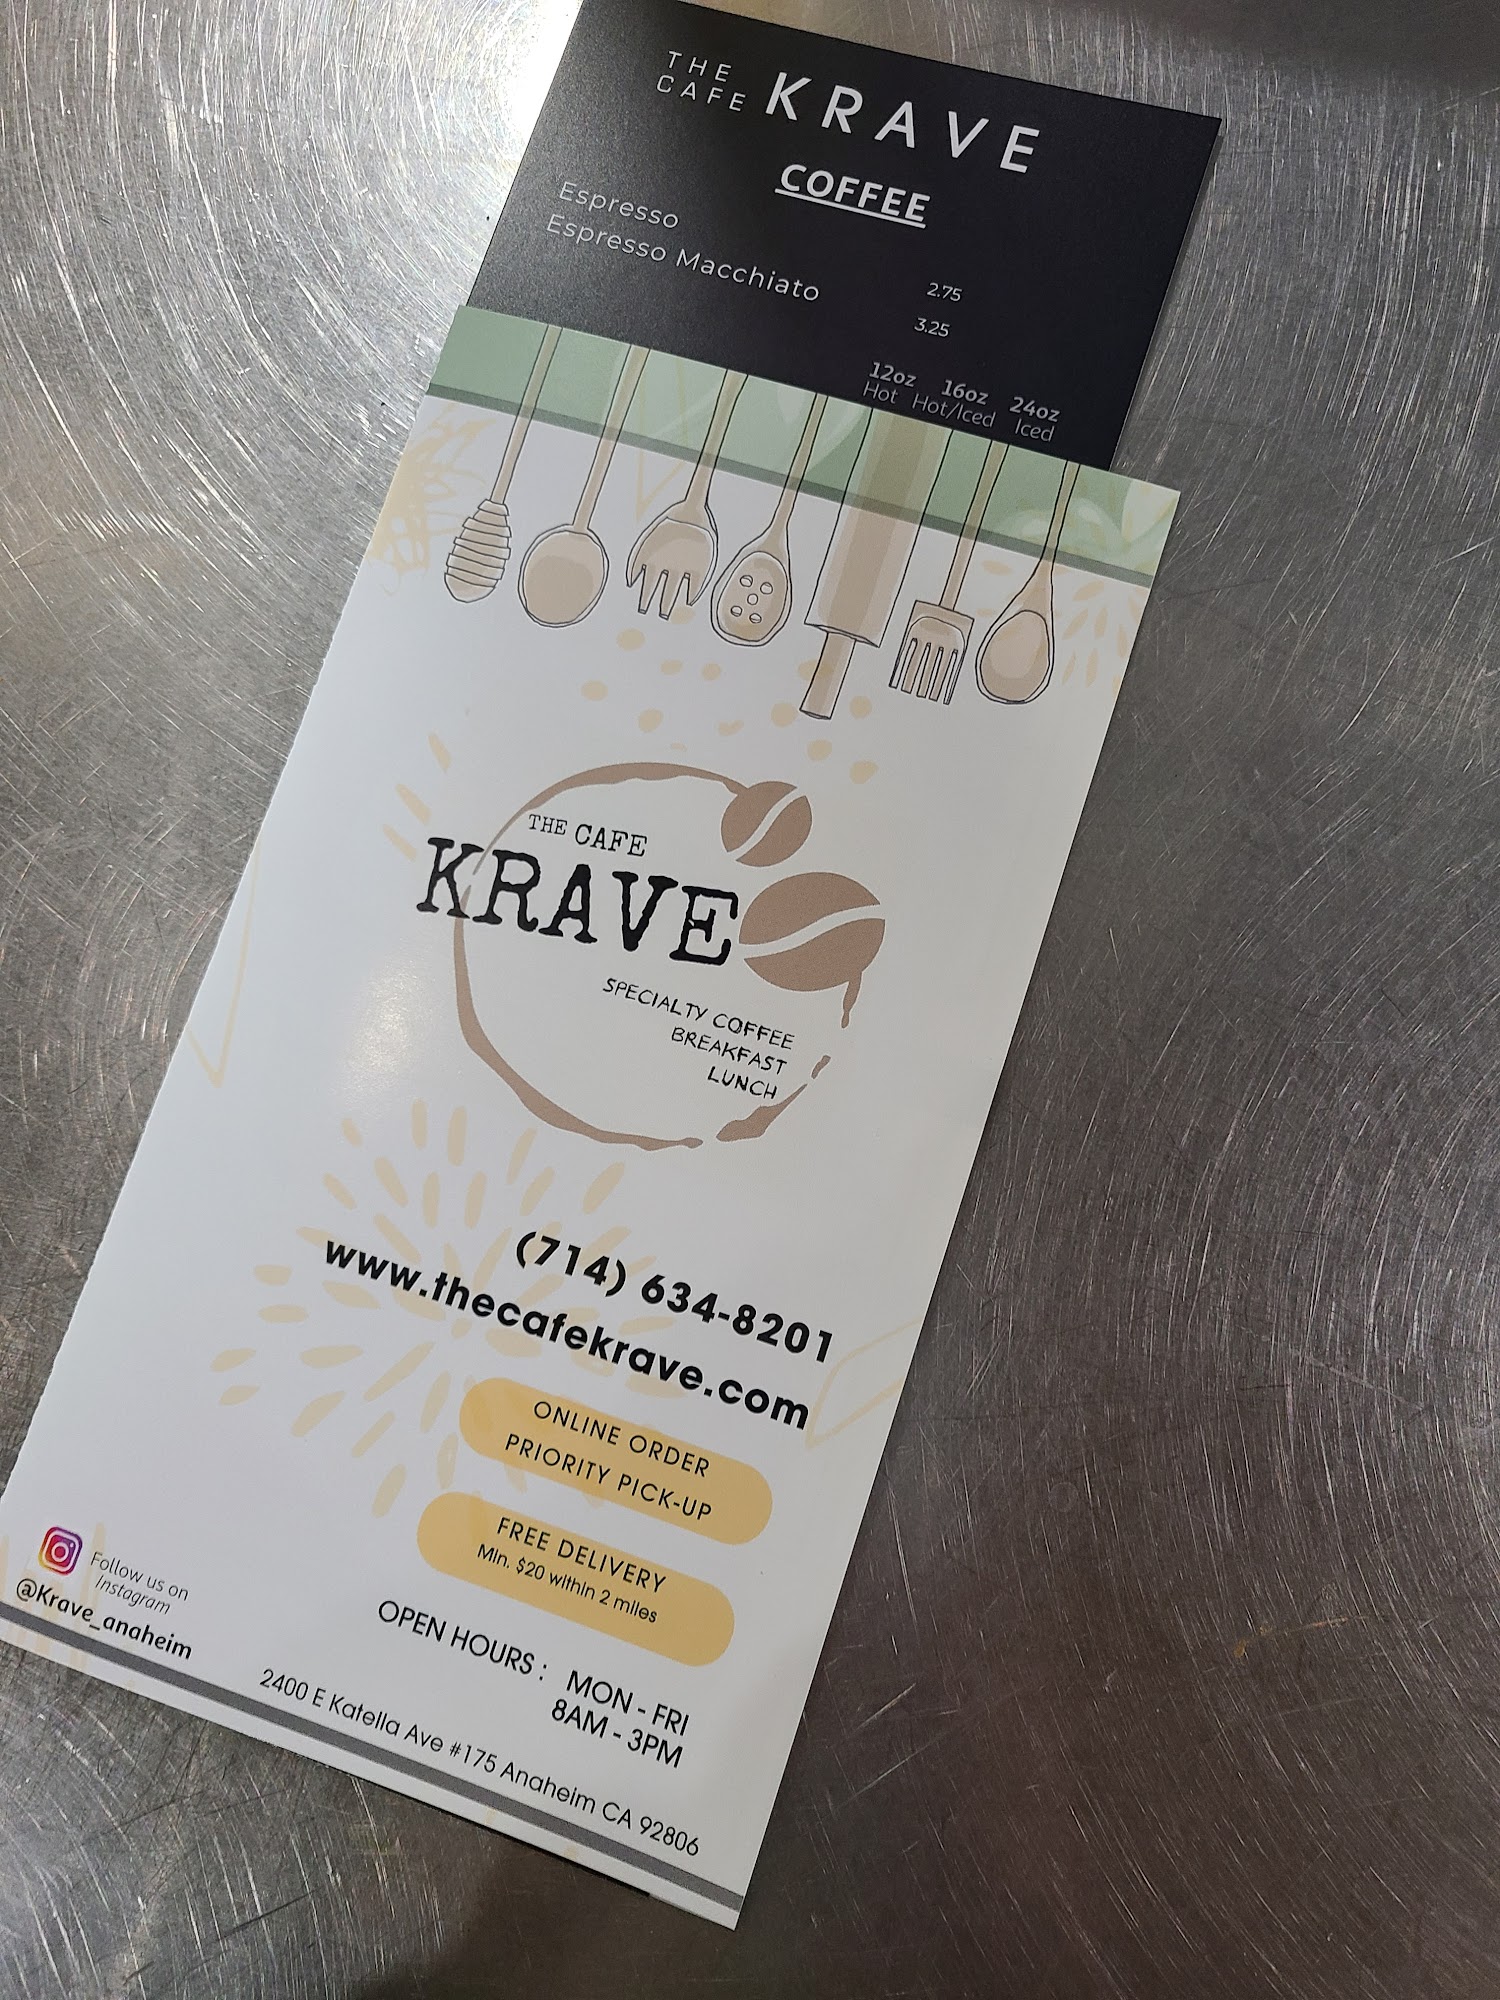 THE
CAFE KRAVE
COFFEE
Espresso 2.75
Espresso Macchiato 3.25
12oz 16oz 24oz
Hot Hot/Iced Iced
THE CAFE
KRAVE
SPECIALTY COFFEE
BREAKFAST
LUNCH
(714) 634-8201
www.thecafekrave.com
ONLINE ORDER
PRIORITY PICK-UP
FREE DELIVERY
Min. $20 within 2 miles
Follow us on
Instagram
@Krave_anaheim
OPEN HOURS : MON - FRI
8AM - 3PM
2400 E Katella Ave #175 Anaheim CA 92806